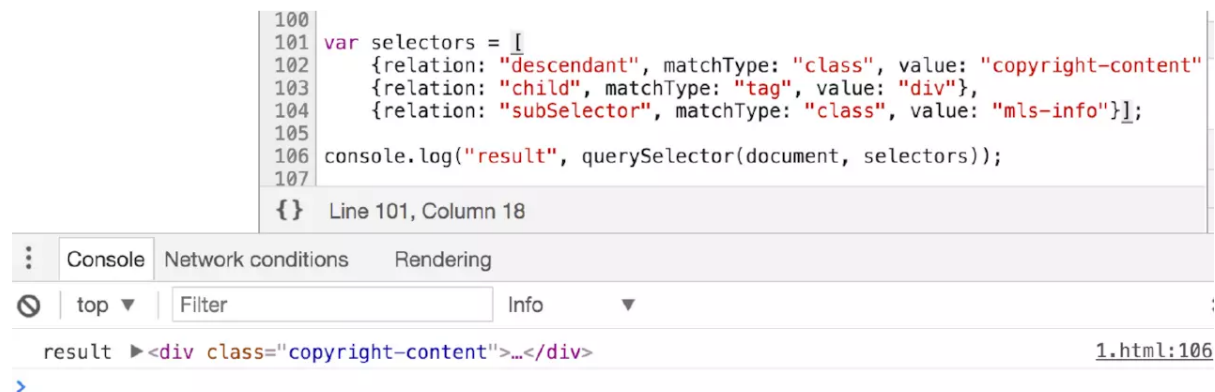 100
101 var selectors = [
102 {relation: "descendant", matchType: "class", value: "copyright-content"
103 {relation: "child", matchType: "tag", value: "div"},
104 {relation: "subSelector", matchType: "class", value: "mls-info"}];
105
106 console.log("result", querySelector(document, selectors));
107
{} Line 101, Column 18
Console Network conditions Rendering
top ▼ Filter Info ▼
result ▶<div class="copyright-content">…</div> 1.html:106
>